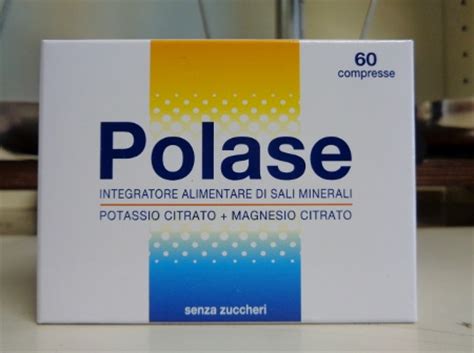 60
compresse
Polase
INTEGRATORE ALIMENTARE DI SALI MINERALI
POTASSIO CITRATO + MAGNESIO CITRATO
senza zuccheri